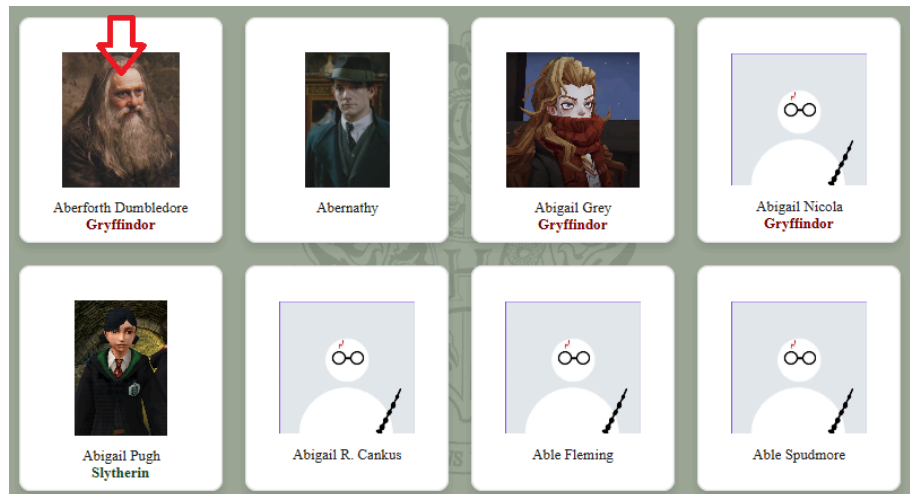 Aberforth Dumbledore
Gryffindor
Abernathy
Abigail Grey
Gryffindor
Abigail Nicola
Gryffindor
Abigail Pugh
Slytherin
Abigail R. Cankus
Able Fleming
Able Spudmore